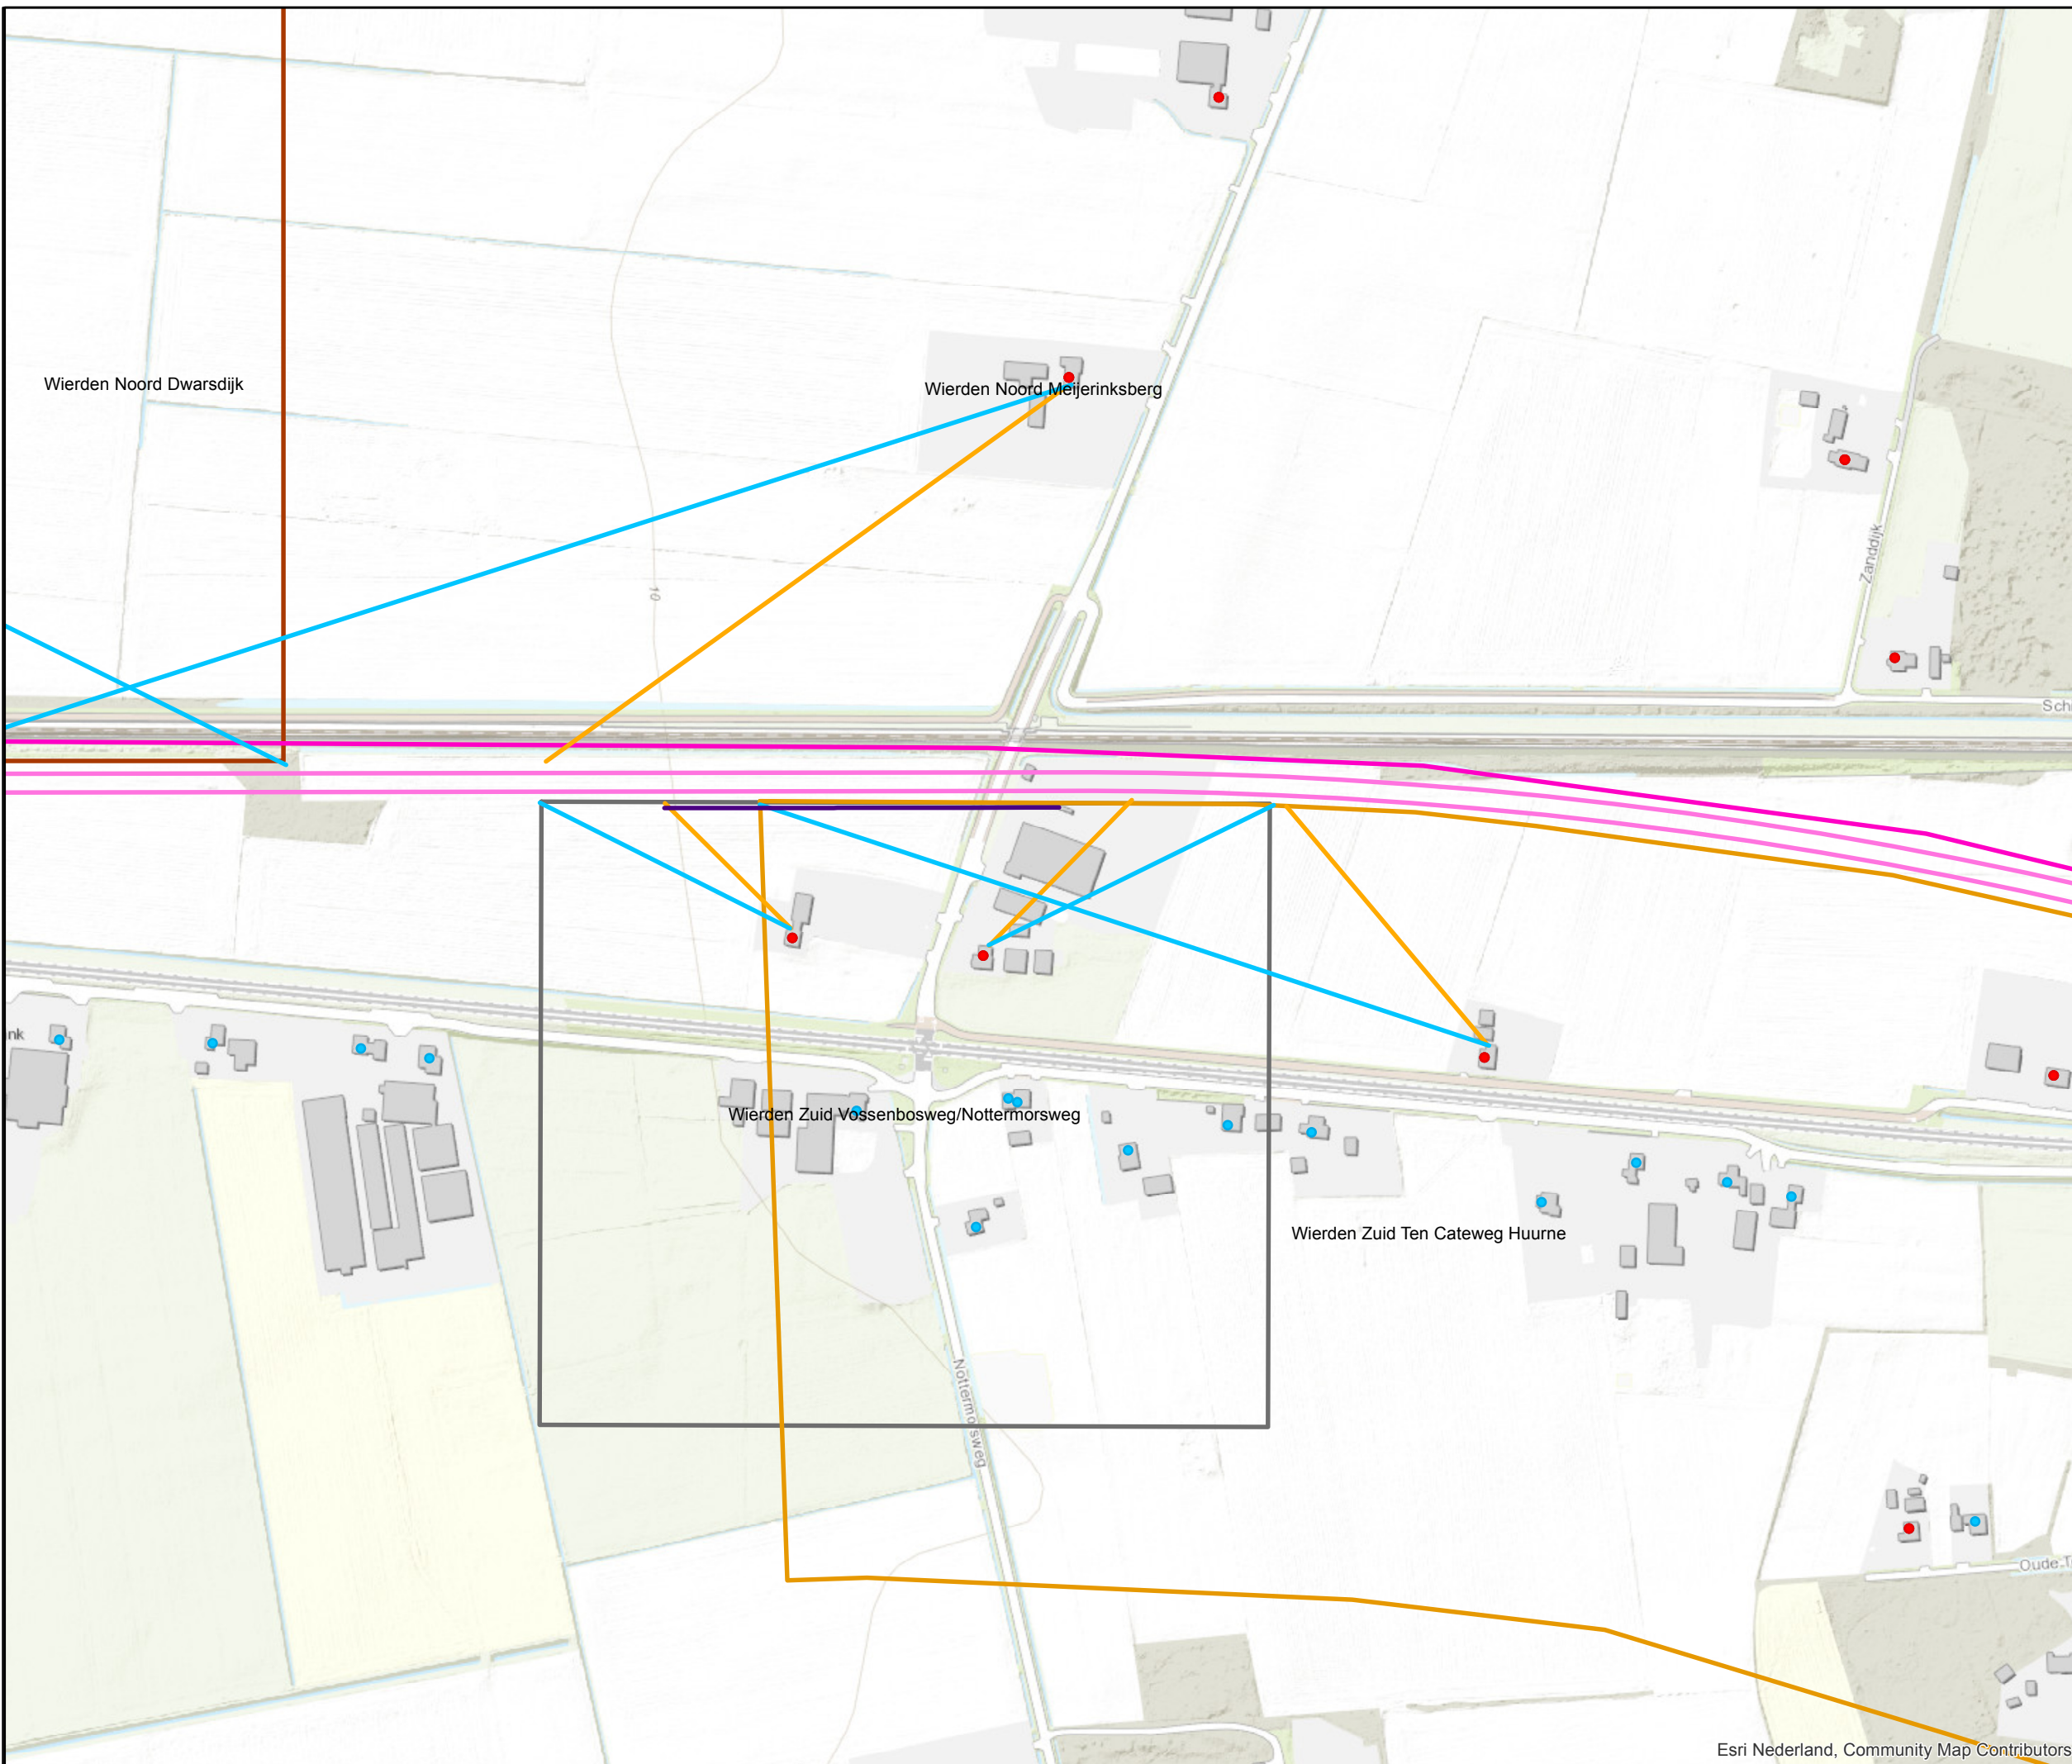 Wierden Noord Dwarsdijk
Wierden Noord Meijerinksberg
Zanddijk
10
Sch
nk
Wierden Zuid Vossenbosweg/Nottermorsweg
Wierden Zuid Ten Cateweg Huurne
Nottermorsweg
Oude T
Esri Nederland, Community Map Contributors